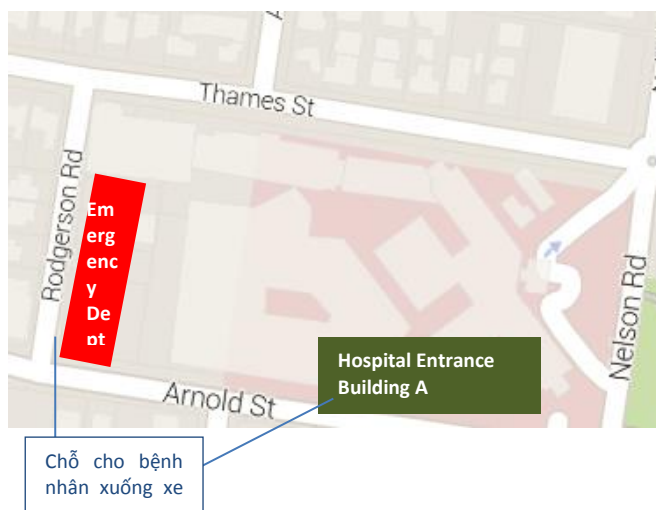 Thames St
Rodgerson Rd
Em
erg
enc
y
De
pt
Nelson Rd
Hospital Entrance
Building A
Arnold St
Chỗ cho bệnh
nhân xuống xe